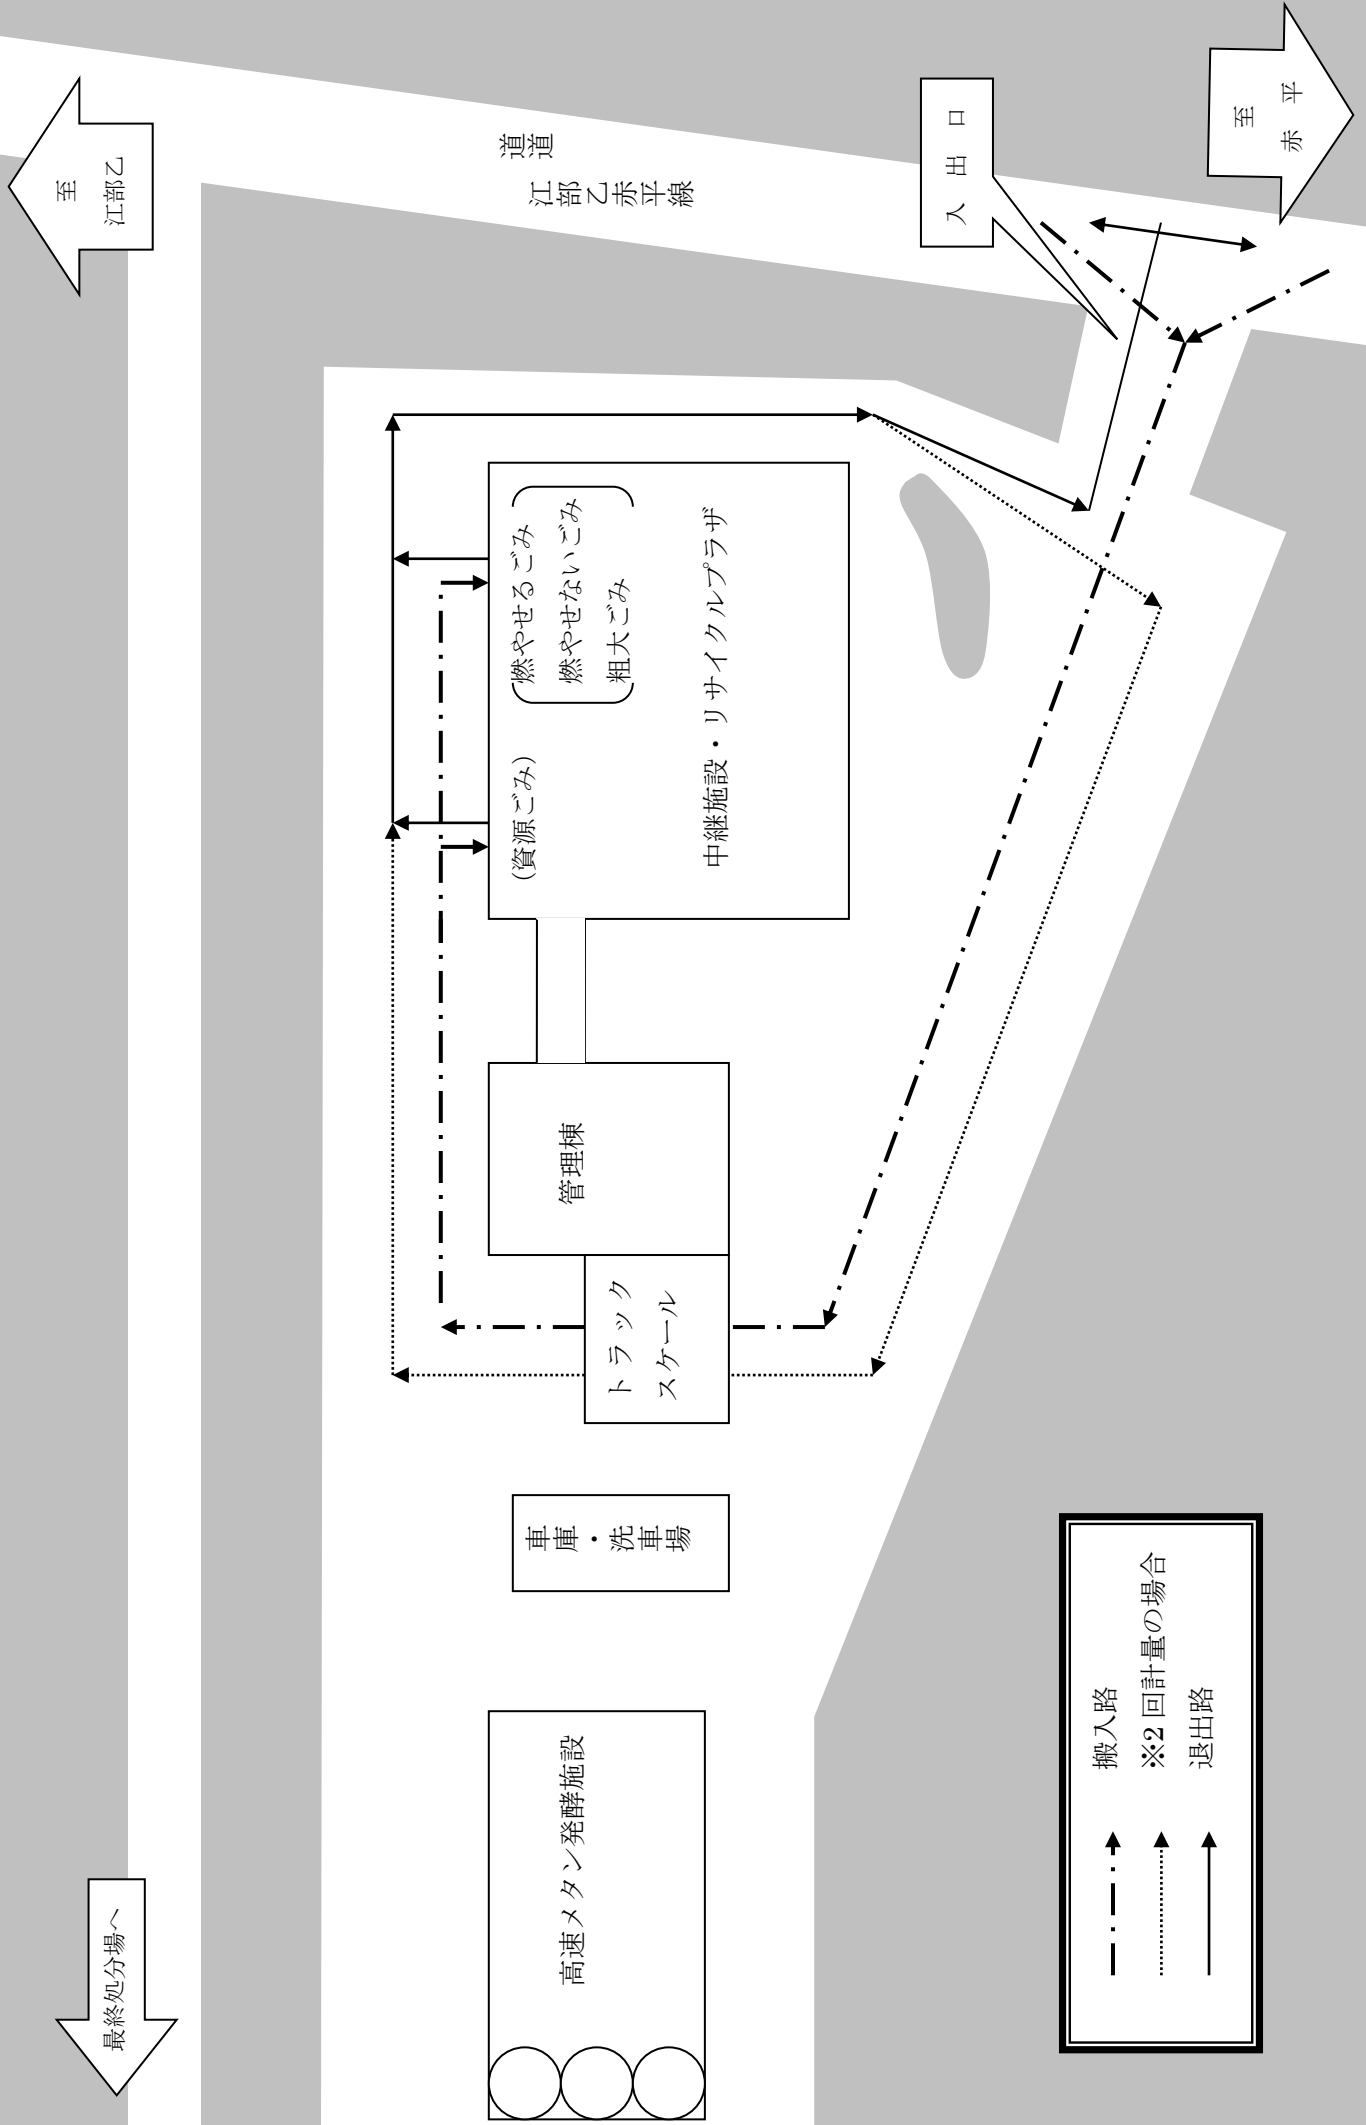 最終処分場へ
至
江部乙
道道
江部乙赤平線
入出口
至
赤平
高速メタン発酵施設
車庫・洗車場
トラック
スケール
管理棟
(資源ごみ)
燃やせるごみ
燃やせないごみ
粗大ごみ
中継施設・リサイクルプラザ
搬入路
※2回計量の場合
退出路